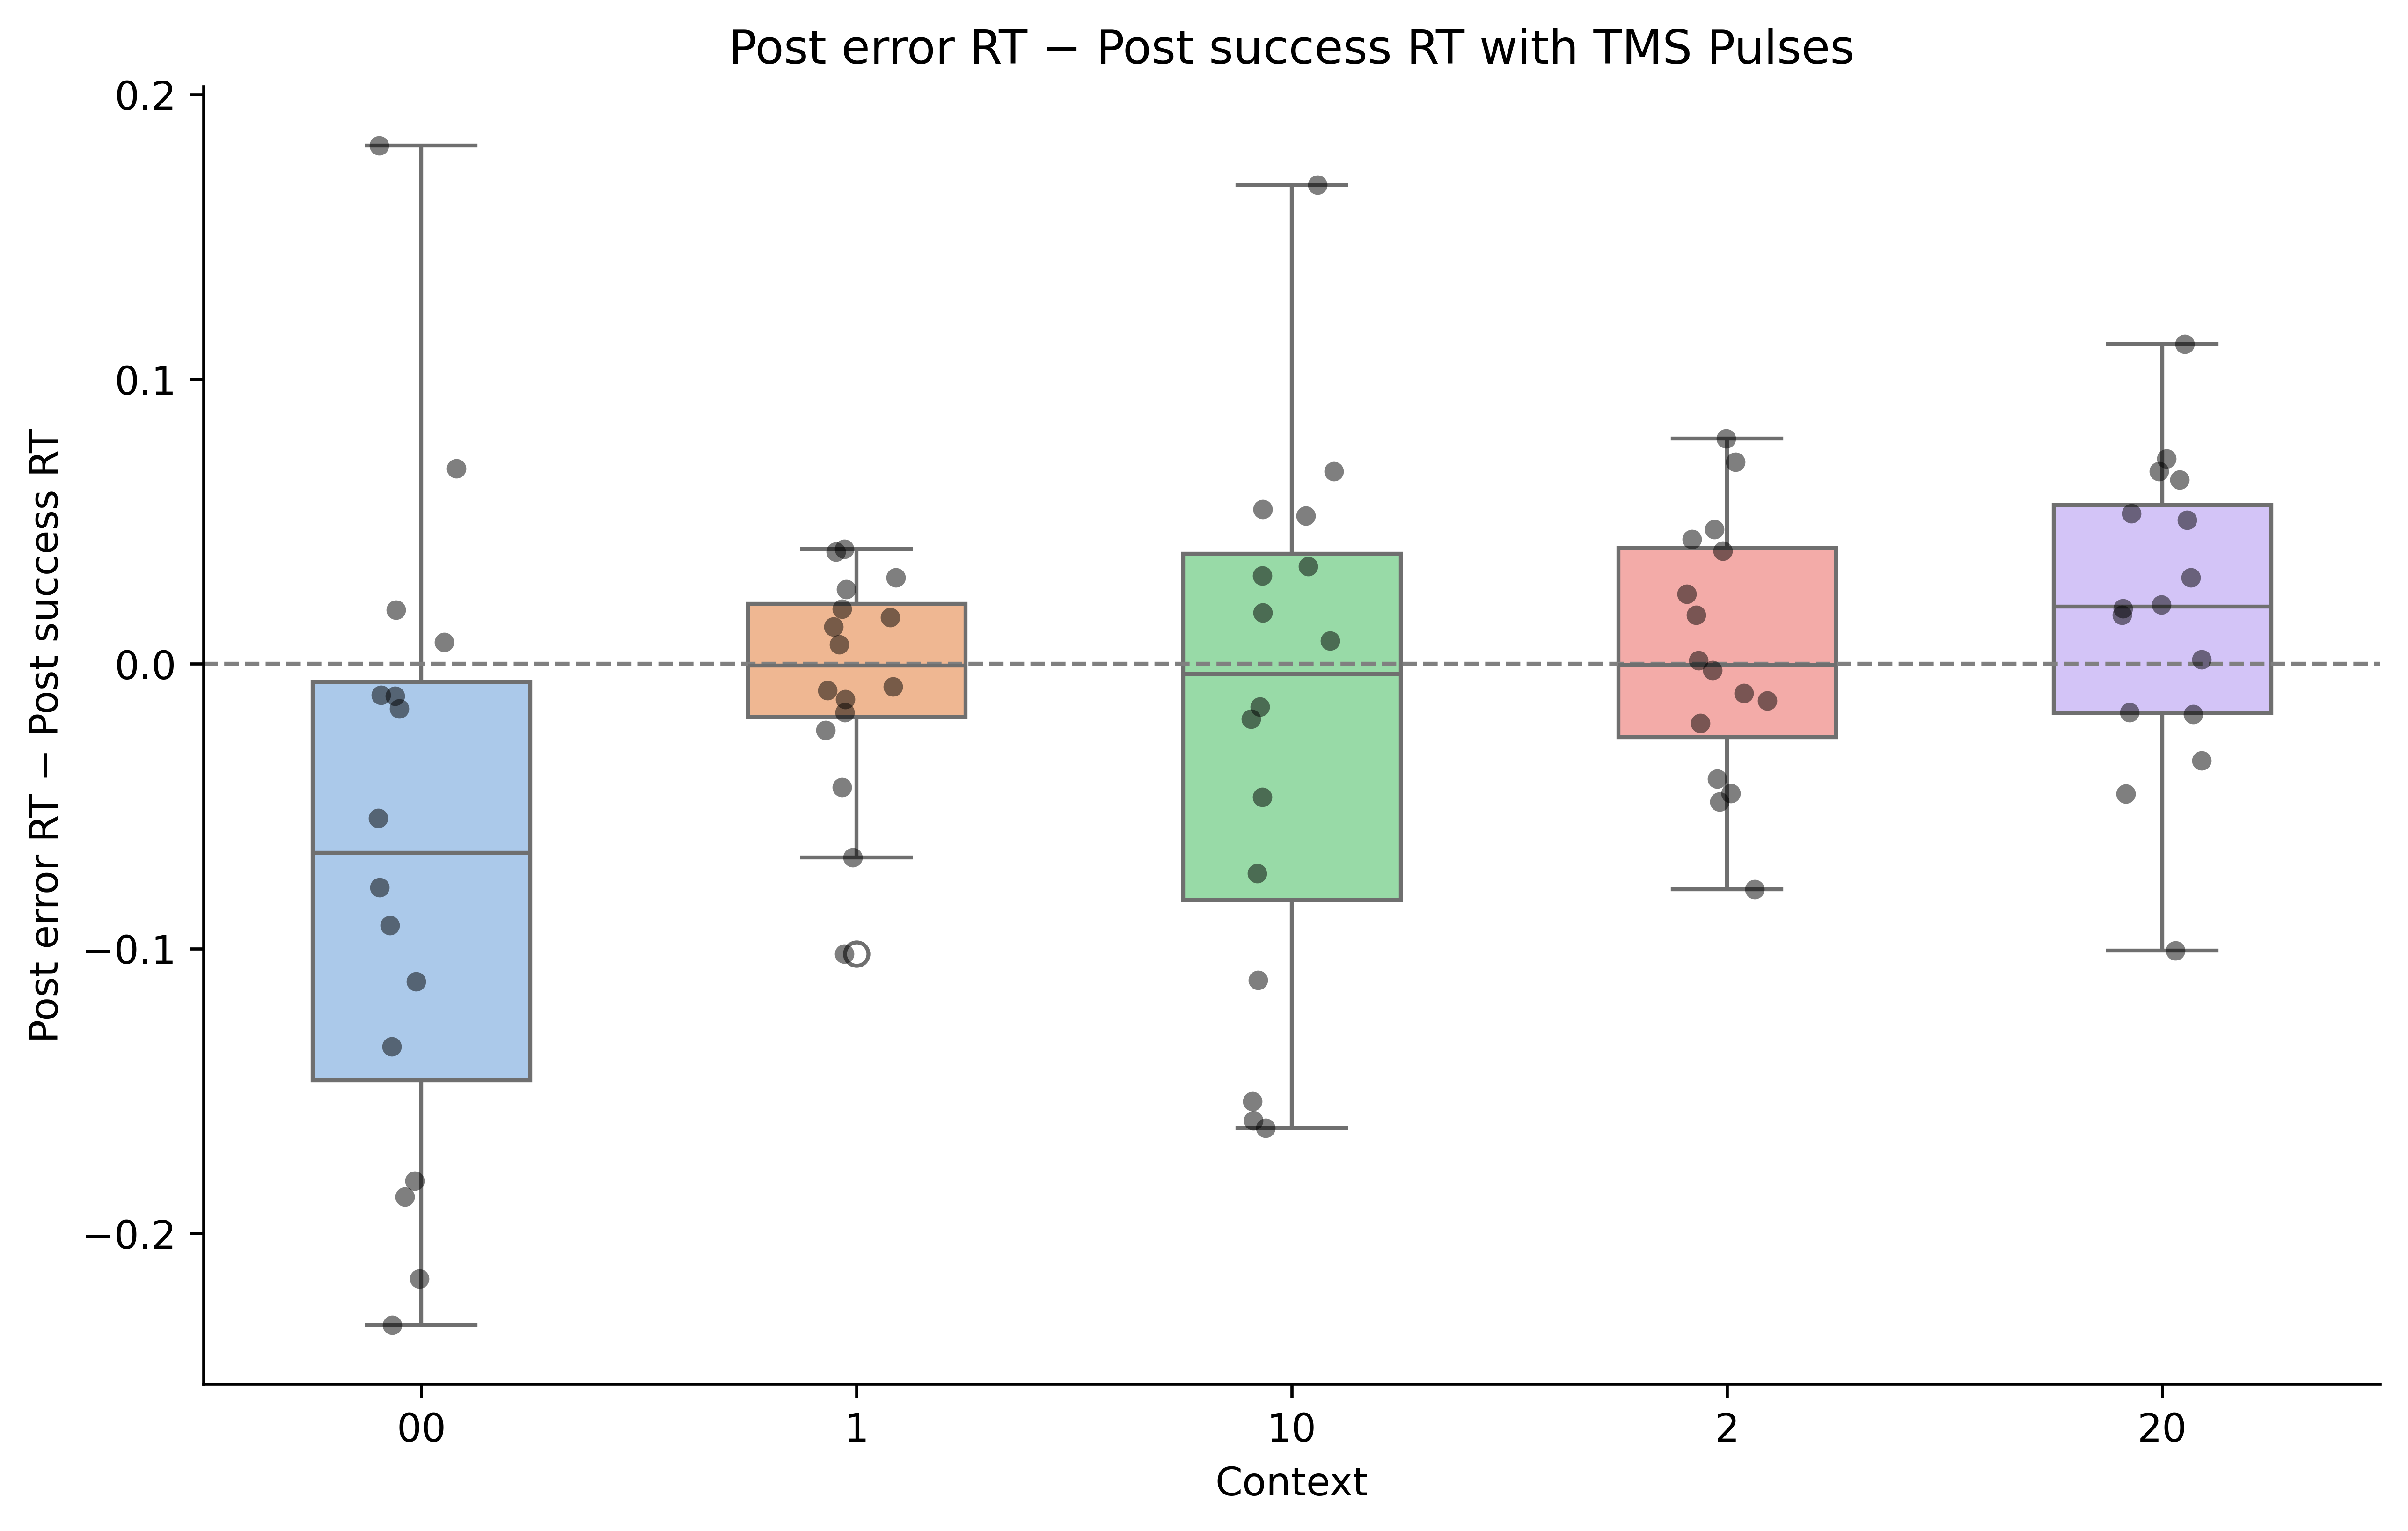 Post error RT − Post success RT with TMS Pulses
Post error RT − Post success RT
0.2
0.1
0.0
−0.1
−0.2
00 1 10 2 20
Context